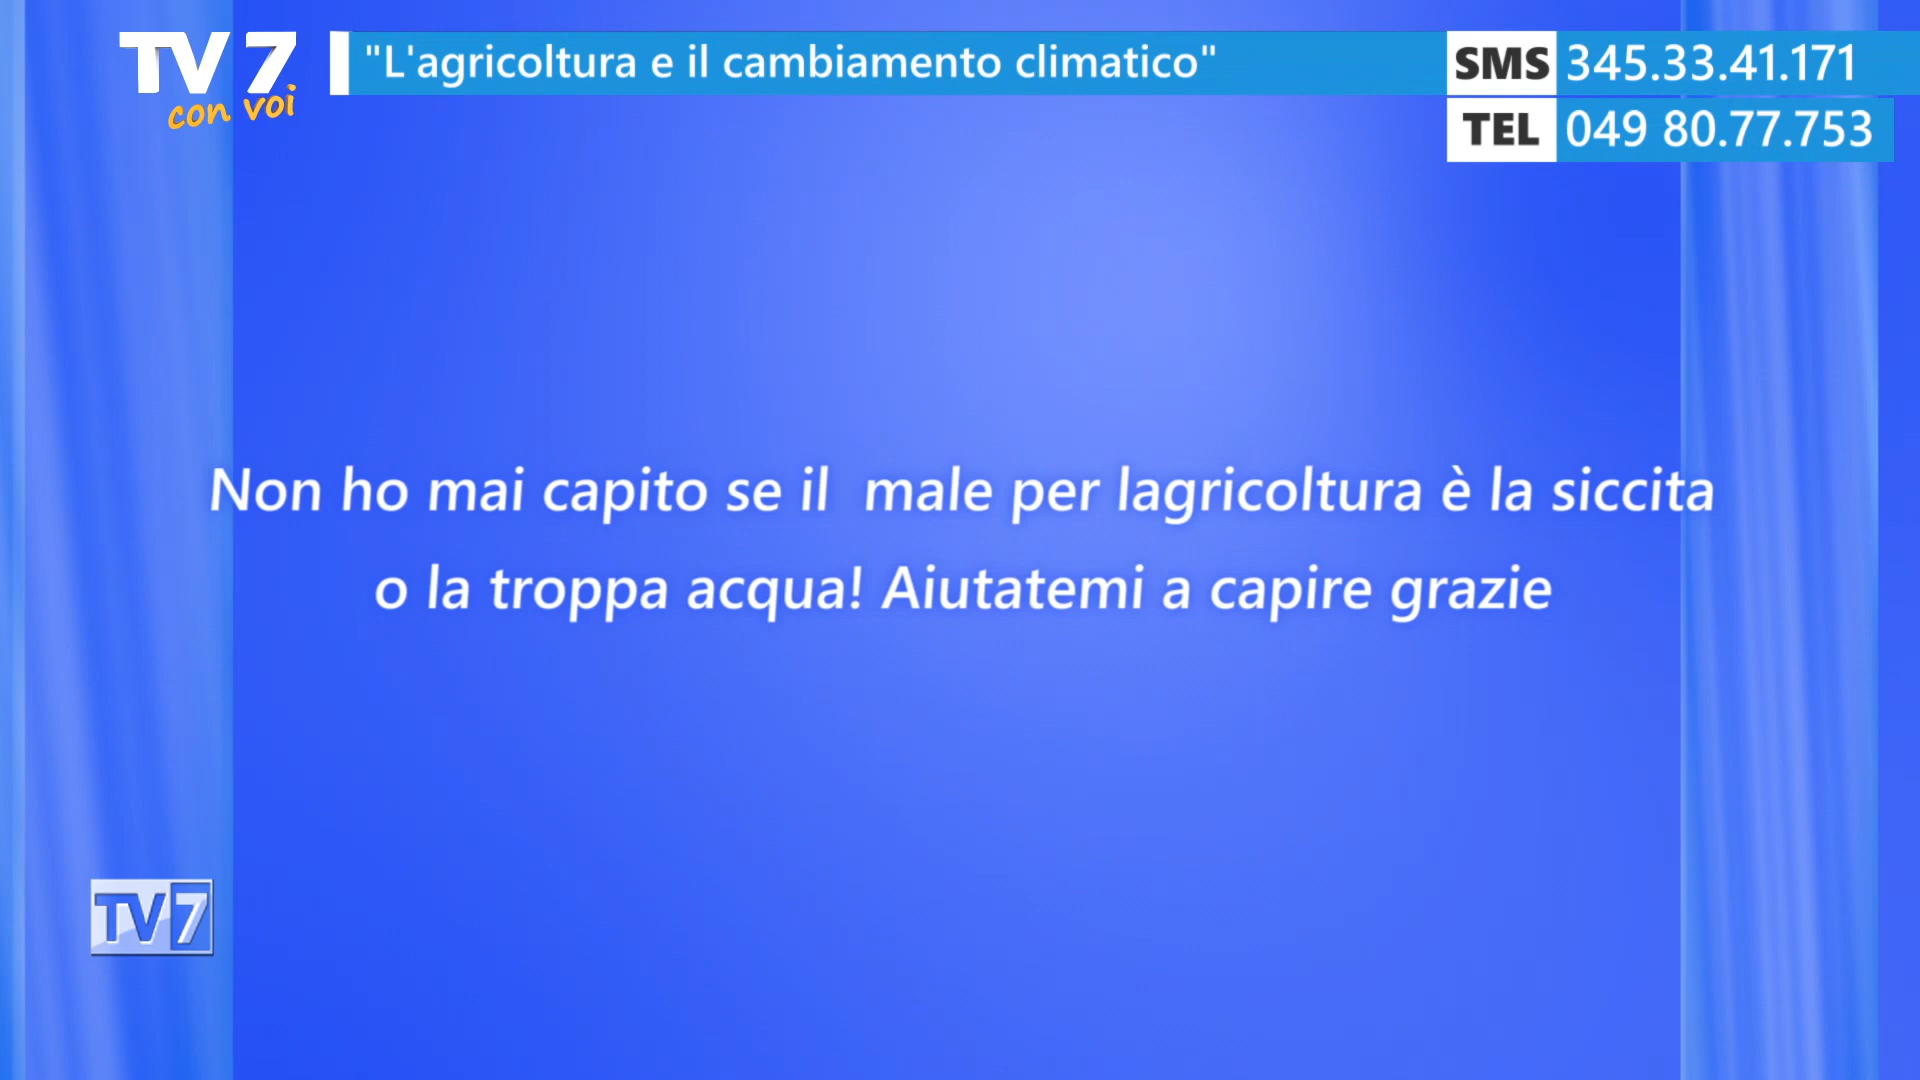 TV 7
con voi
"L'agricoltura e il cambiamento climatico"
SMS 345.33.41.171
TEL 049 80.77.753
Non ho mai capito se il  male per lagricoltura è la siccita
o la troppa acqua! Aiutatemi a capire grazie
TV7